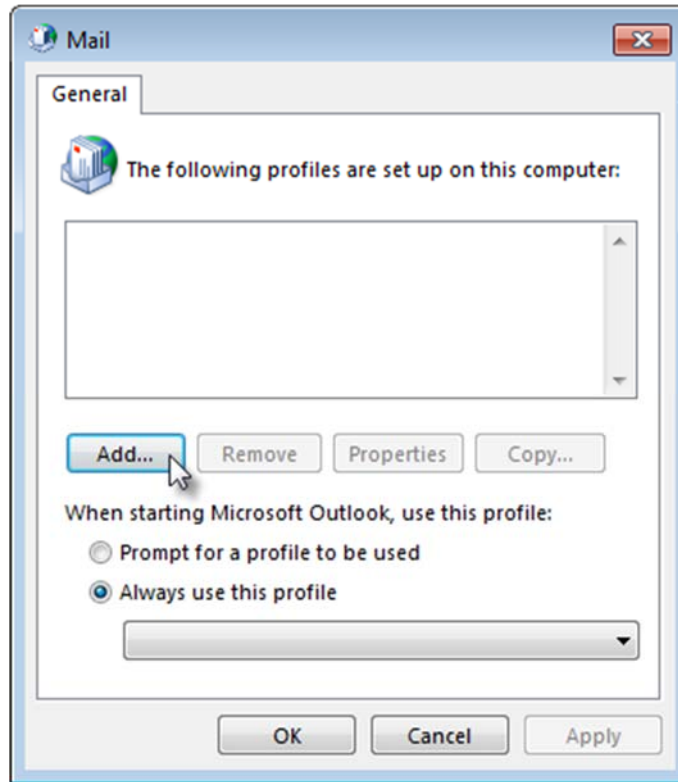 Mail
General
The following profiles are set up on this computer:
Add... Remove Properties Copy...
When starting Microsoft Outlook, use this profile:
Prompt for a profile to be used
Always use this profile
OK Cancel Apply